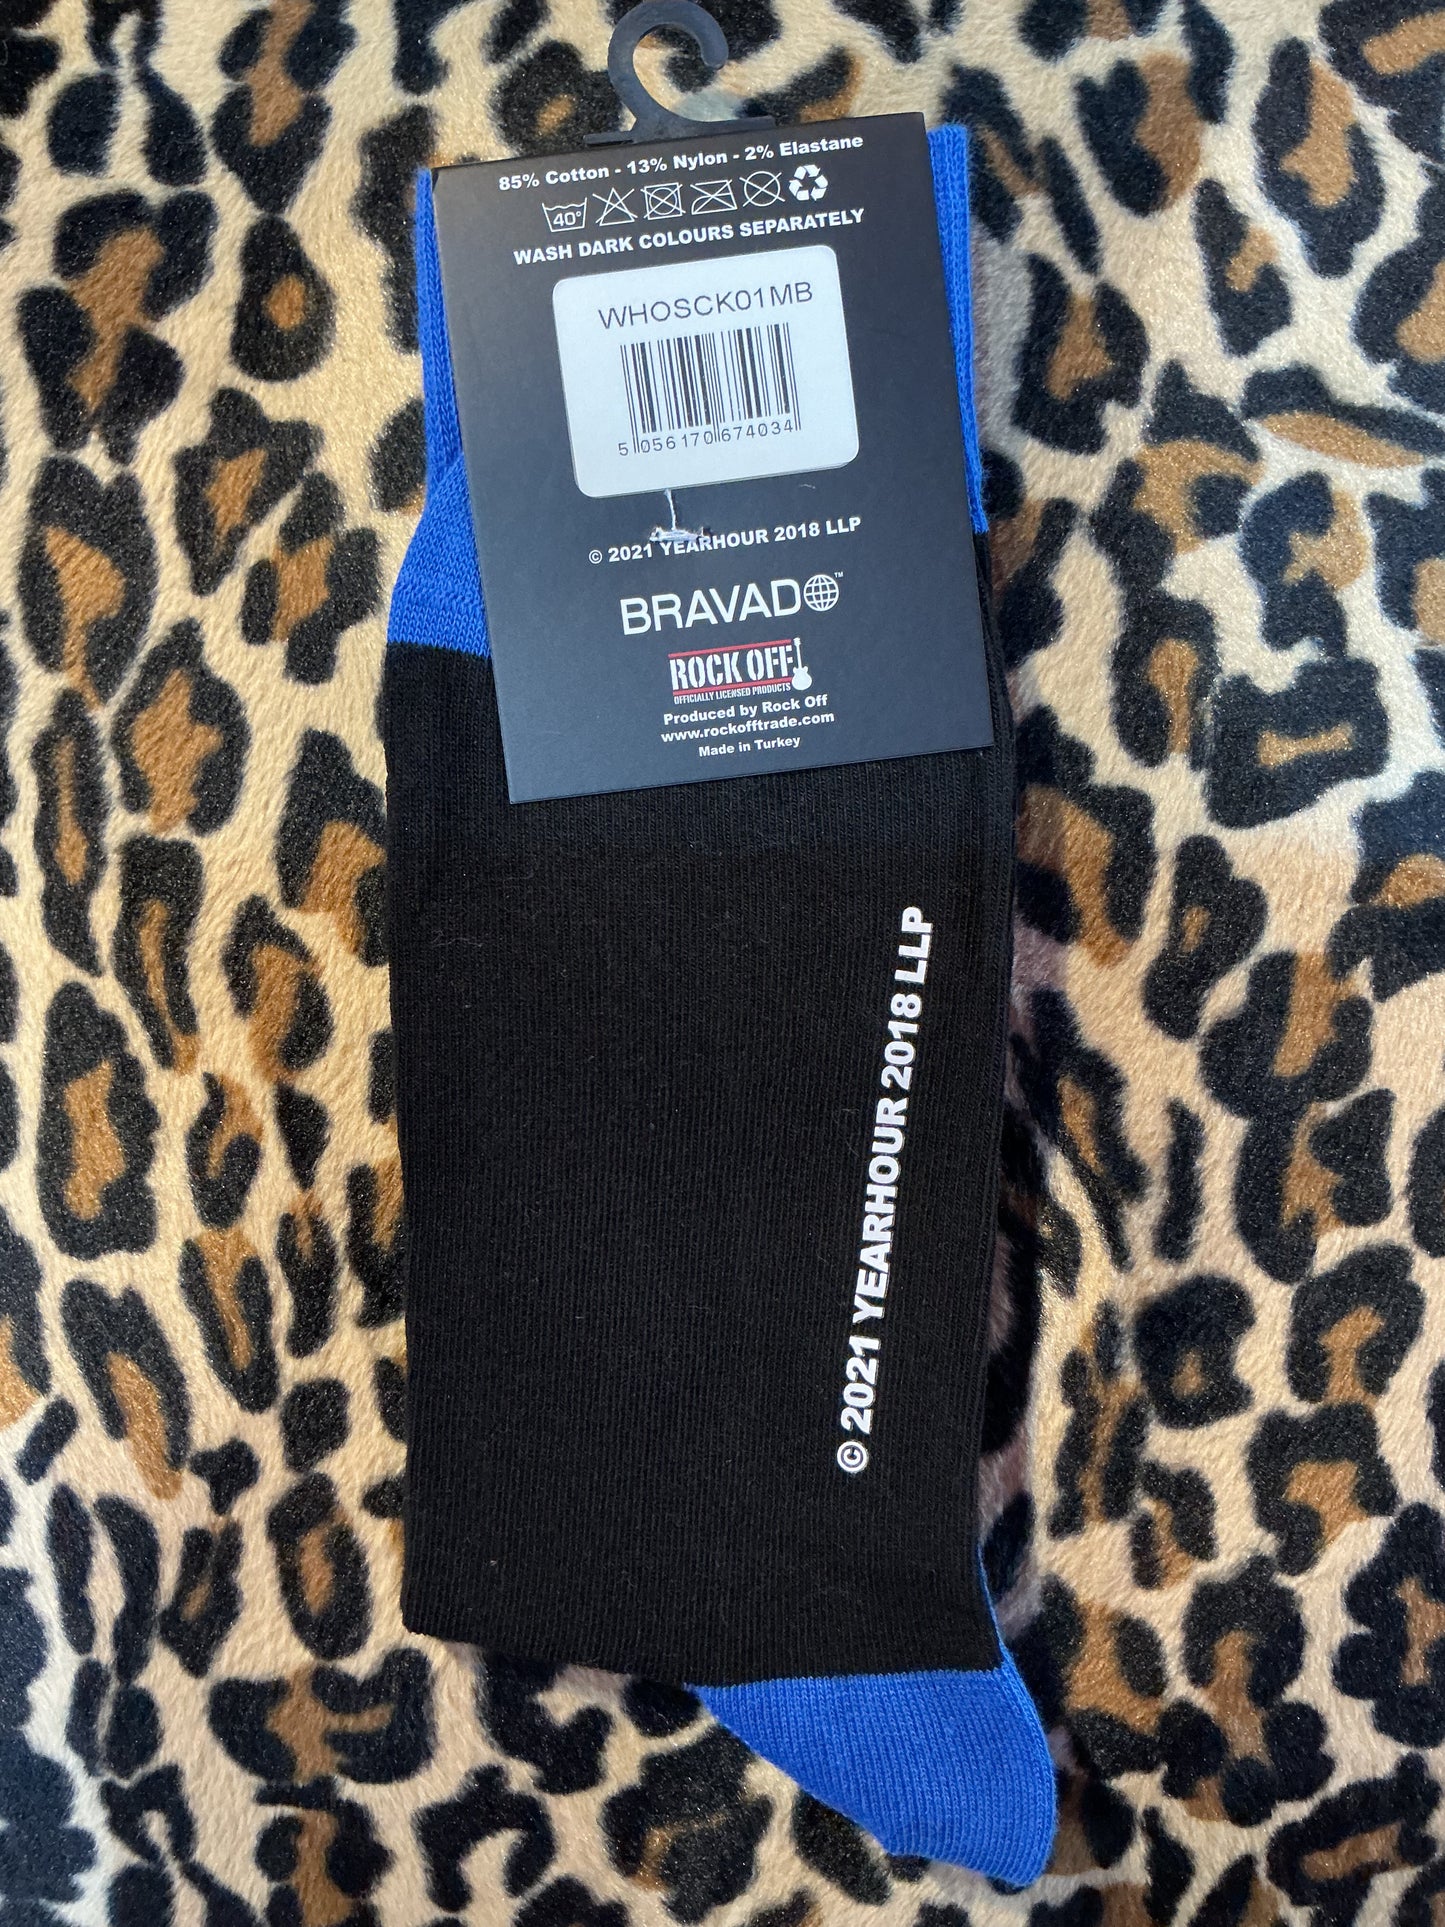 85% Cotton - 13% Nylon - 2% Elastane
40°
WASH DARK COLOURS SEPARATELY
WHOSCK01MB
5 056170 674034
© 2021 YEARHOUR 2018 LLP
BRAVADO™
ROCK OFF
OFFICIALLY LICENSED PRODUCTS
Produced by Rock Off
www.rockofftrade.com
Made in Turkey
© 2021 YEARHOUR 2018 LLP